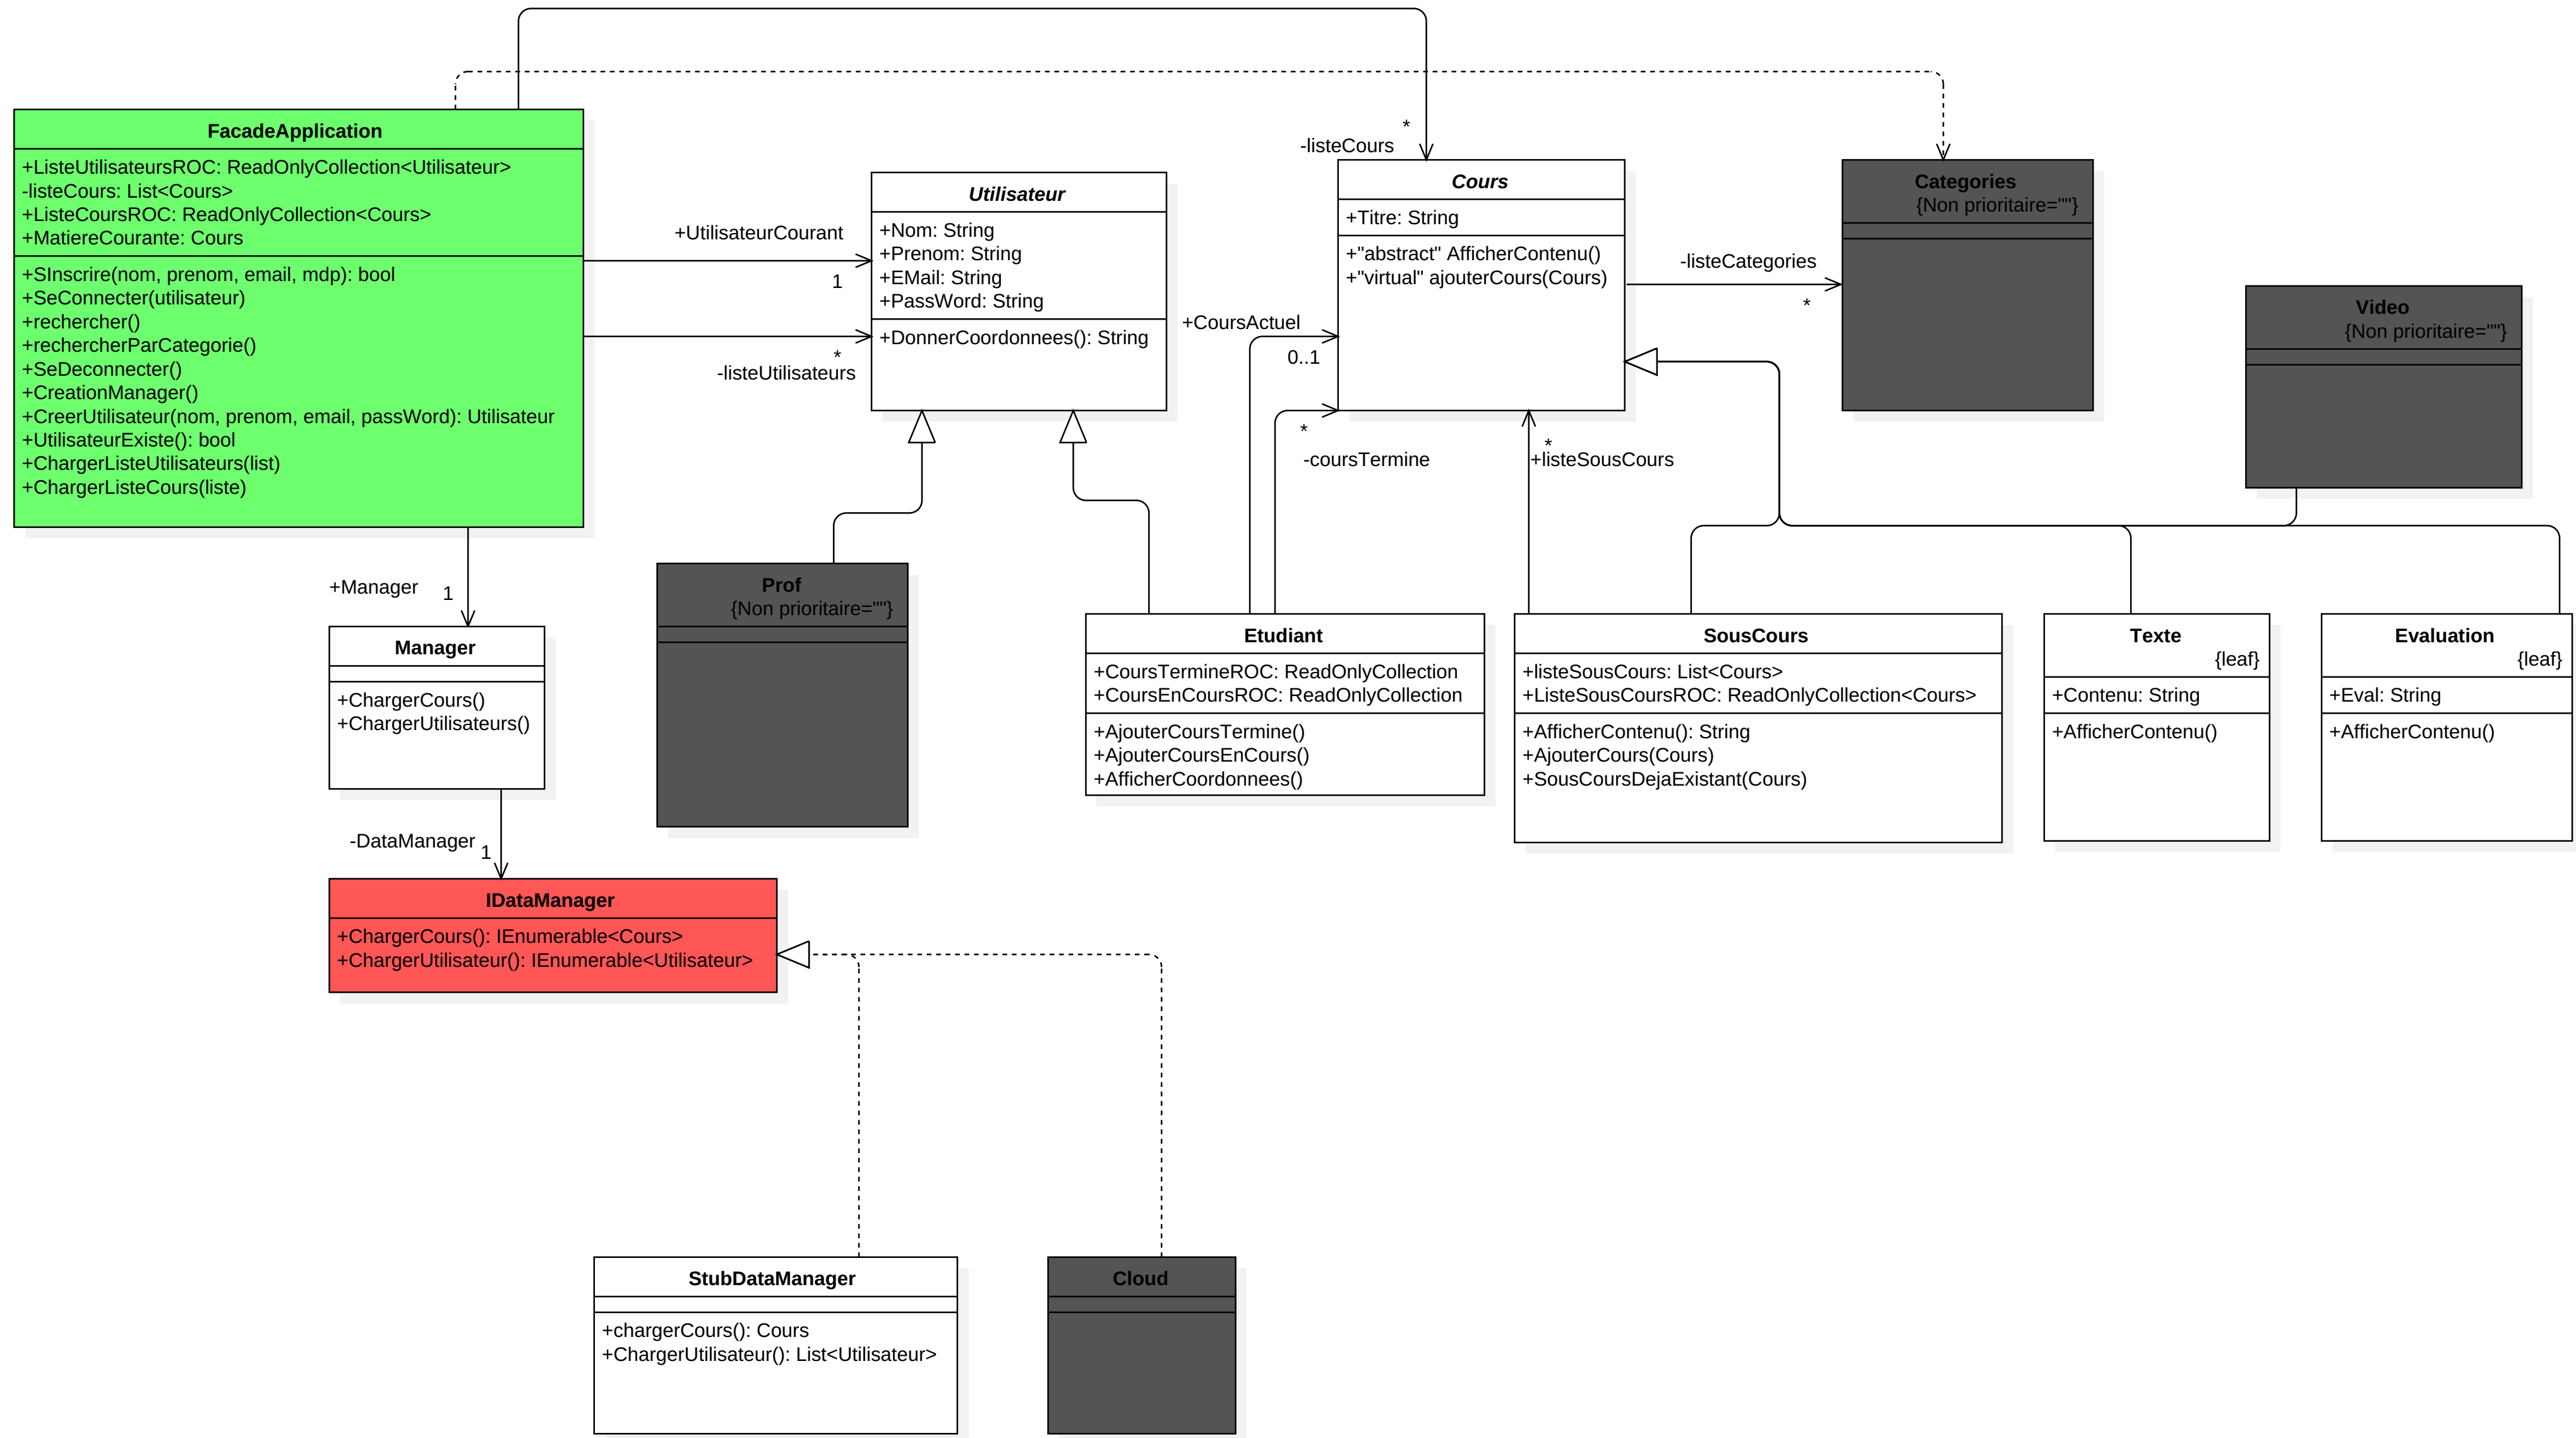 FacadeApplication
+ListeUtilisateursROC: ReadOnlyCollection<Utilisateur>
-listeCours: List<Cours>
+ListeCoursROC: ReadOnlyCollection<Cours>
+MatiereCourante: Cours
+SInscrire(nom, prenom, email, mdp): bool
+SeConnecter(utilisateur)
+rechercher()
+rechercherParCategorie()
+SeDeconnecter()
+CreationManager()
+CreerUtilisateur(nom, prenom, email, passWord): Utilisateur
+UtilisateurExiste(): bool
+ChargerListeUtilisateurs(list)
+ChargerListeCours(liste)
+UtilisateurCourant
1
*
-listeUtilisateurs
Utilisateur
+Nom: String
+Prenom: String
+EMail: String
+PassWord: String
+DonnerCoordonnees(): String
*
-listeCours
Cours
+Titre: String
+"abstract" AfficherContenu()
+"virtual" ajouterCours(Cours)
-listeCategories
*
Categories
{Non prioritaire=""}
Video
{Non prioritaire=""}
+CoursActuel
0..1
*
-coursTermine
*
+listeSousCours
+Manager
1
Manager
+ChargerCours()
+ChargerUtilisateurs()
Prof
{Non prioritaire=""}
Etudiant
+CoursTermineROC: ReadOnlyCollection
+CoursEnCoursROC: ReadOnlyCollection
+AjouterCoursTermine()
+AjouterCoursEnCours()
+AfficherCoordonnees()
SousCours
+listeSousCours: List<Cours>
+ListeSousCoursROC: ReadOnlyCollection<Cours>
+AfficherContenu(): String
+AjouterCours(Cours)
+SousCoursDejaExistant(Cours)
Texte
{leaf}
+Contenu: String
+AfficherContenu()
Evaluation
{leaf}
+Eval: String
+AfficherContenu()
-DataManager
1
IDataManager
+ChargerCours(): IEnumerable<Cours>
+ChargerUtilisateur(): IEnumerable<Utilisateur>
StubDataManager
+chargerCours(): Cours
+ChargerUtilisateur(): List<Utilisateur>
Cloud